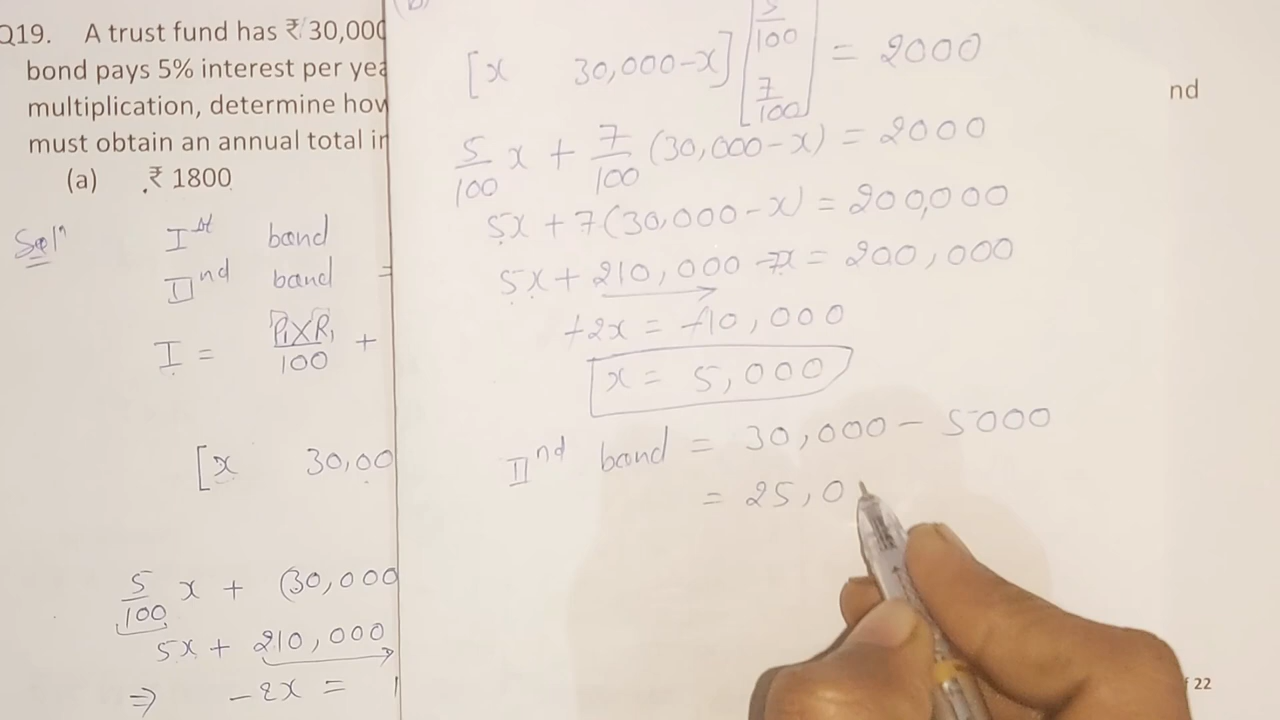 Q19. A trust fund has ₹ 30,000
bond pays 5% interest per yea
multiplication, determine how
must obtain an annual total in
(a) ₹ 1800
Solⁿ Iˢᵗ bond
IIⁿᵈ bond =
I = P₁XR₁/100 +
[x 30,00
5/100 x + (30,000
5x + 210,000
⇒ -2x = 1
(b)
[x 30,000-x] [5/100 7/100] = 2000
5/100 x + 7/100 (30,000-x) = 2000
5x + 7(30,000-x) = 200,000
5x + 210,000 -7x = 200,000
+2x = +10,000
x = 5,000
IIⁿᵈ bond = 30,000 - 5000
= 25,0
nd
f 22